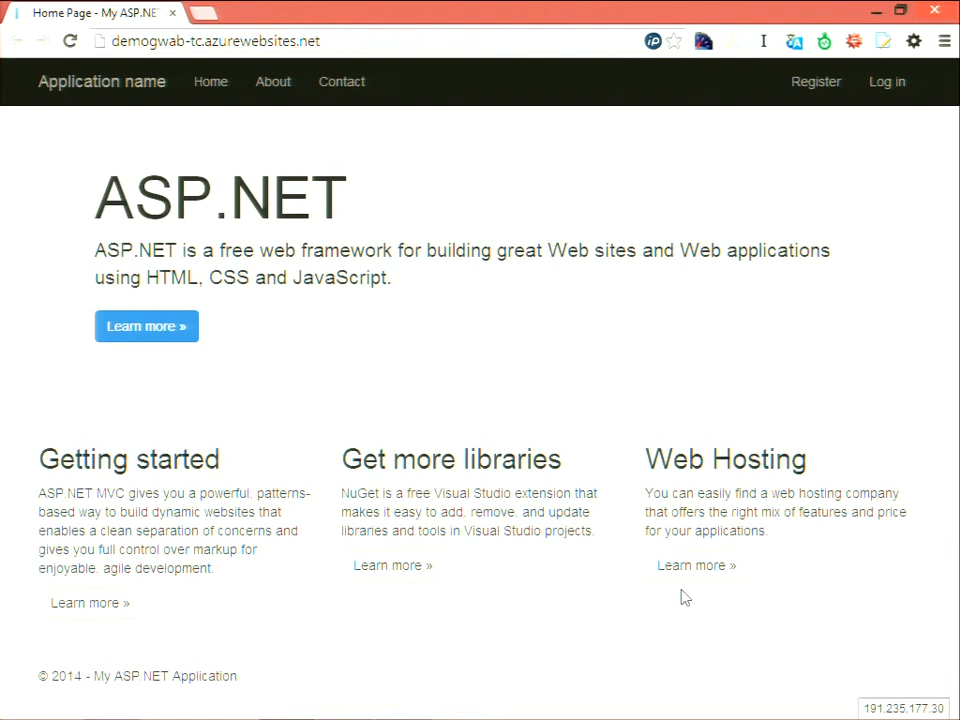 Home Page - My ASP.NET
demogwab-tc.azurewebsites.net
Application name Home About Contact Register Log in
ASP.NET
ASP.NET is a free web framework for building great Web sites and Web applications
using HTML, CSS and JavaScript.
Learn more »
Getting started
ASP.NET MVC gives you a powerful, patterns-
based way to build dynamic websites that
enables a clean separation of concerns and
gives you full control over markup for
enjoyable, agile development.
Learn more »
Get more libraries
NuGet is a free Visual Studio extension that
makes it easy to add, remove, and update
libraries and tools in Visual Studio projects.
Learn more »
Web Hosting
You can easily find a web hosting company
that offers the right mix of features and price
for your applications.
Learn more »
© 2014 - My ASP.NET Application
191.235.177.30